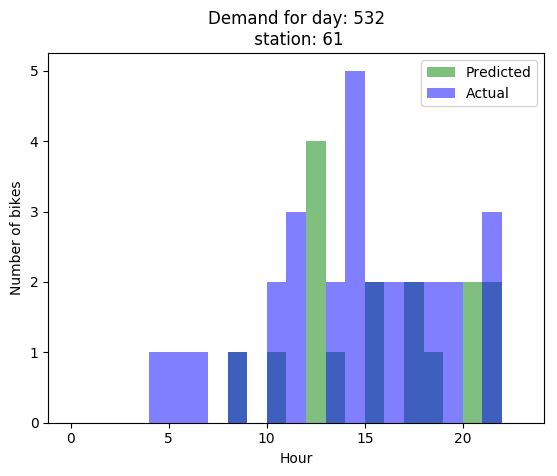 Demand for day: 532
station: 61
Predicted
Actual
Number of bikes
5
4
3
2
1
0
0
5
10
15
20
Hour